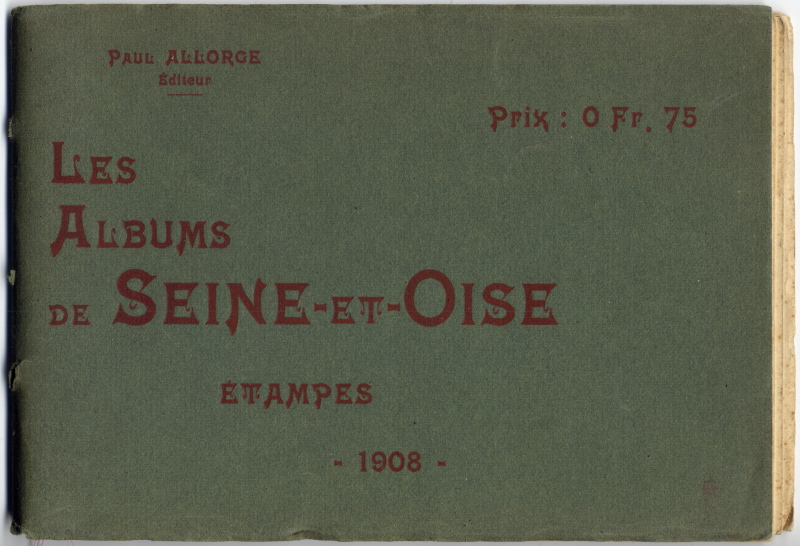 Paul ALLORGE
Éditeur
Prix : 0 Fr. 75
LES
ALBUMS
DE SEINE-ET-OISE
ÉTAMPES
- 1908 -